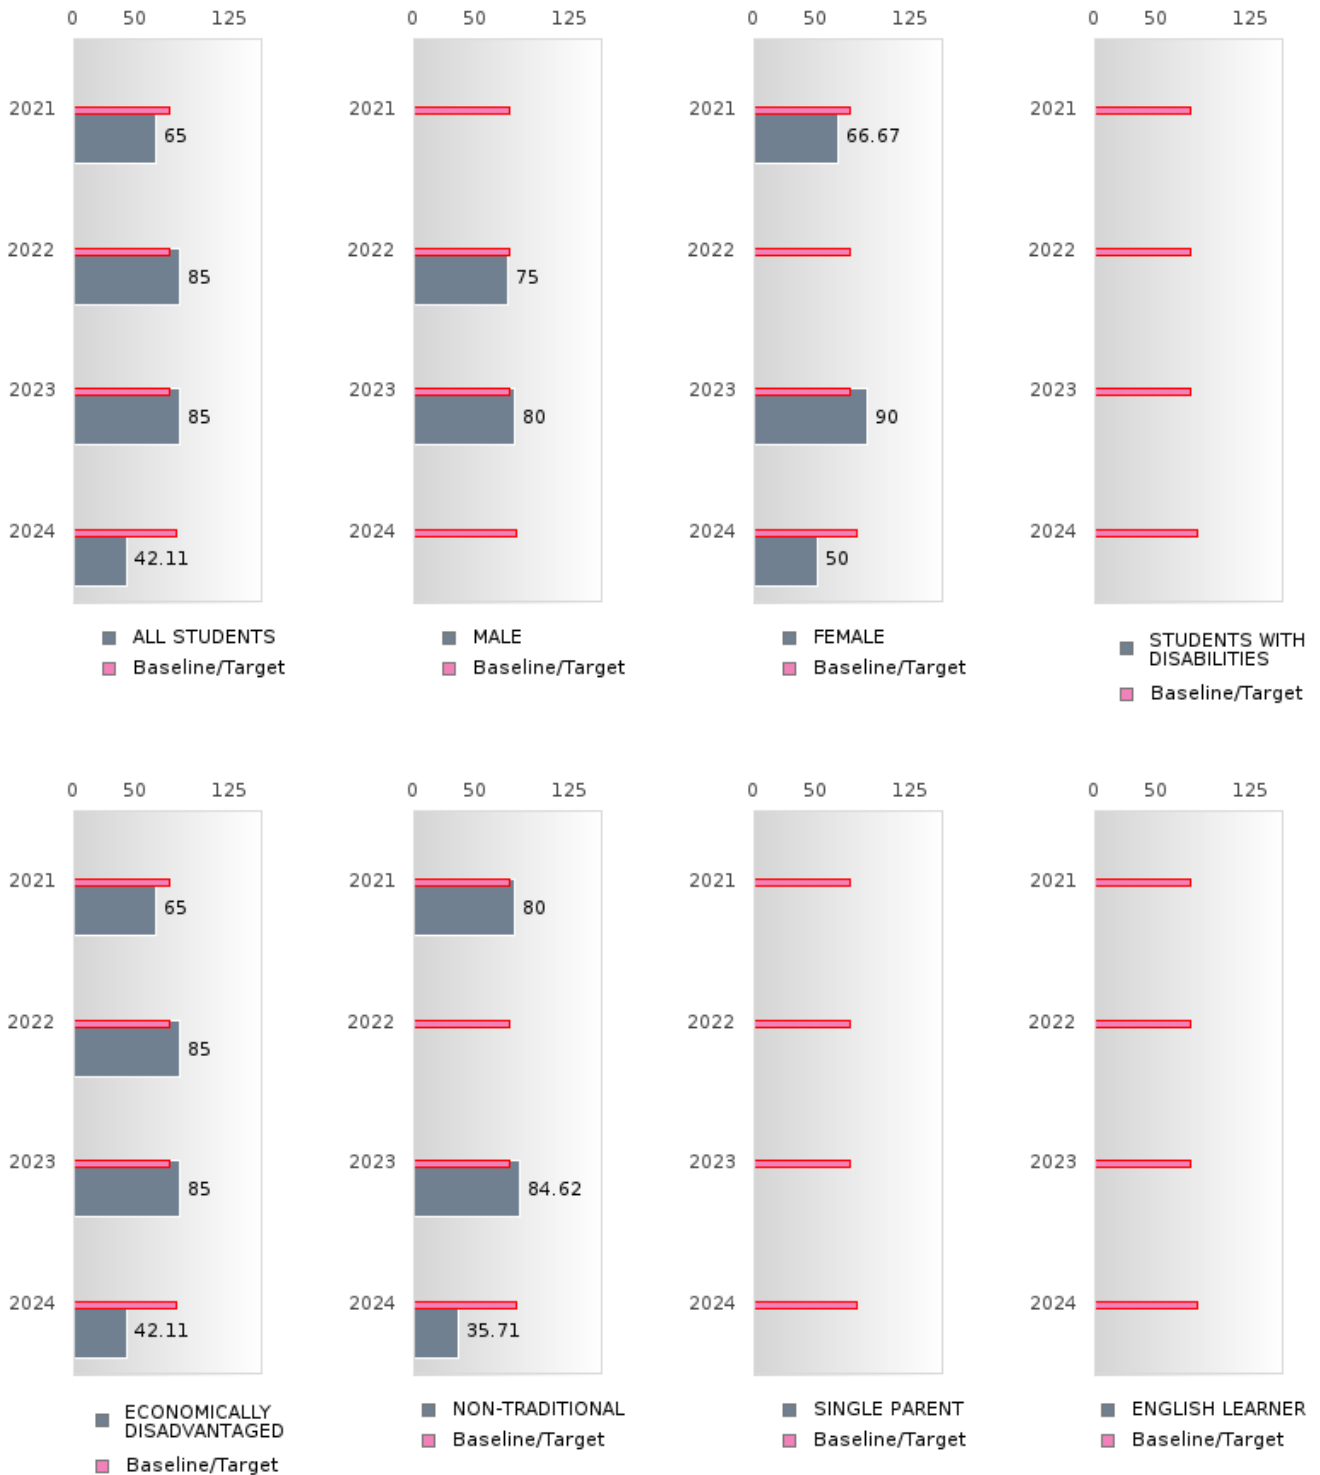 0 50 125
2021
65
2022
85
2023
85
2024
42.11
ALL STUDENTS
Baseline/Target
0 50 125
2021
2022
75
2023
80
2024
MALE
Baseline/Target
0 50 125
2021
66.67
2022
2023
90
2024
50
FEMALE
Baseline/Target
0 50 125
2021
2022
2023
2024
STUDENTS WITH
DISABILITIES
Baseline/Target
0 50 125
2021
65
2022
85
2023
85
2024
42.11
ECONOMICALLY
DISADVANTAGED
Baseline/Target
0 50 125
2021
80
2022
2023
84.62
2024
35.71
NON-TRADITIONAL
Baseline/Target
0 50 125
2021
2022
2023
2024
SINGLE PARENT
Baseline/Target
0 50 125
2021
2022
2023
2024
ENGLISH LEARNER
Baseline/Target